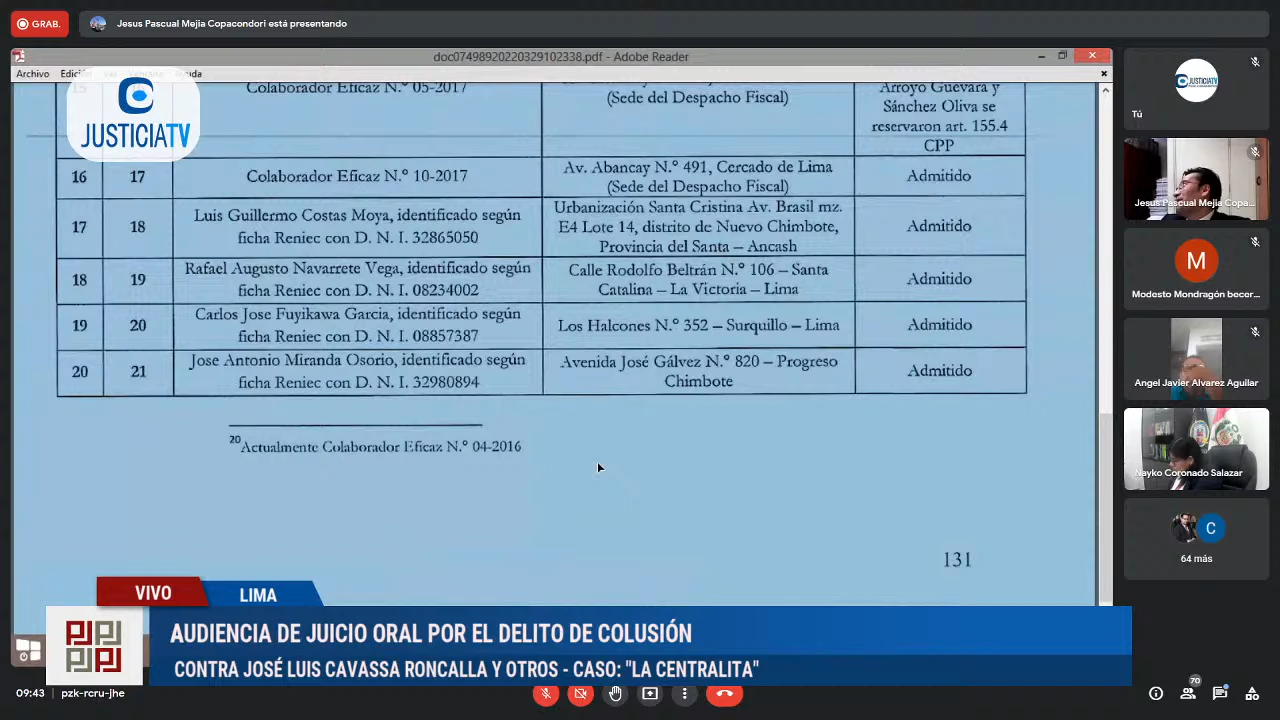 GRAB.
Jesus Pascual Mejia Copacondori está presentando
doc07498920220329102338.pdf - Adobe Reader
Archivo
JUSTICIATV
Colaborador Eficaz N.° 05-2017
(Sede del Despacho Fiscal)
Arroyo Guevara y
Sánchez Oliva se
reservaron art. 155.4
CPP
16 17 Colaborador Eficaz N.° 10-2017 Av. Abancay N.° 491, Cercado de Lima
(Sede del Despacho Fiscal) Admitido
17 18 Luis Guillermo Costas Moya, identificado según
ficha Reniec con D. N. I. 32865050 Urbanización Santa Cristina Av. Brasil mz.
E4 Lote 14, distrito de Nuevo Chimbote,
Provincia del Santa – Ancash Admitido
18 19 Rafael Augusto Navarrete Vega, identificado según
ficha Reniec con D. N. I. 08234002 Calle Rodolfo Beltrán N.° 106 – Santa
Catalina – La Victoria – Lima Admitido
19 20 Carlos Jose Fuyikawa Garcia, identificado según
ficha Reniec con D. N. I. 08857387 Los Halcones N.° 352 – Surquillo – Lima Admitido
20 21 Jose Antonio Miranda Osorio, identificado según
ficha Reniec con D. N. I. 32980894 Avenida José Gálvez N.° 820 – Progreso
Chimbote Admitido
20 Actualmente Colaborador Eficaz N.° 04-2016
131
JUSTICIATV
Tú
Jesus Pascual Mejia Copa...
M
Modesto Mondragón becer...
Angel Javier Alvarez Aguilar
Nayko Coronado Salazar
C
64 más
VIVO
LIMA
PJ
AUDIENCIA DE JUICIO ORAL POR EL DELITO DE COLUSIÓN
CONTRA JOSÉ LUIS CAVASSA RONCALLA Y OTROS - CASO: "LA CENTRALITA"
09:43
pzk-rcru-jhe
70